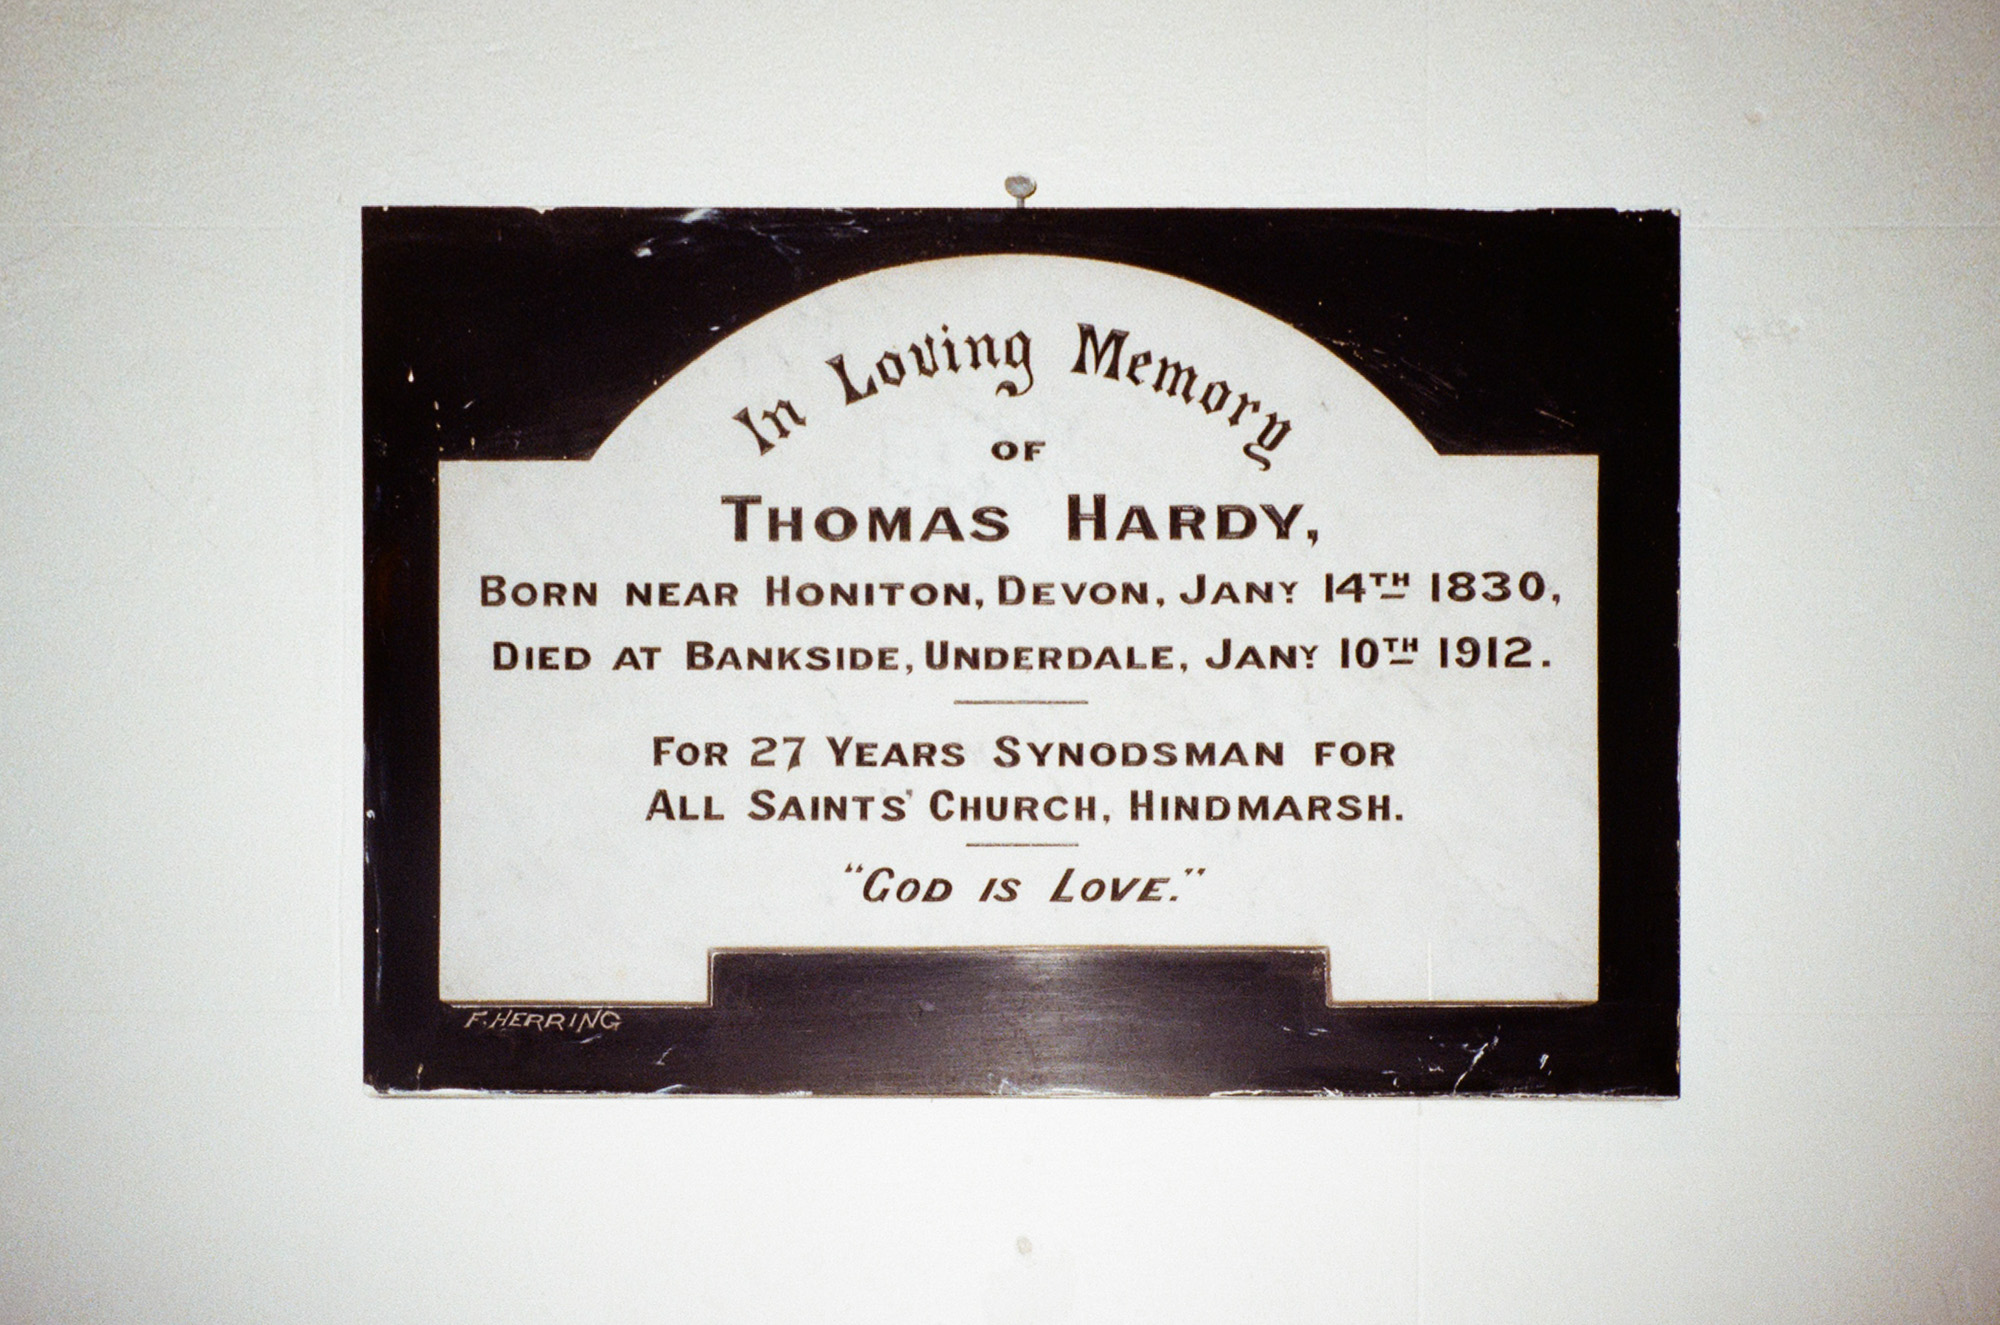 In Loving Memory
OF
THOMAS HARDY,
BORN NEAR HONITON, DEVON, JANY 14TH 1830,
DIED AT BANKSIDE, UNDERDALE, JANY 10TH 1912.
FOR 27 YEARS SYNODSMAN FOR
ALL SAINTS' CHURCH, HINDMARSH.
"GOD IS LOVE."
F. HERRING